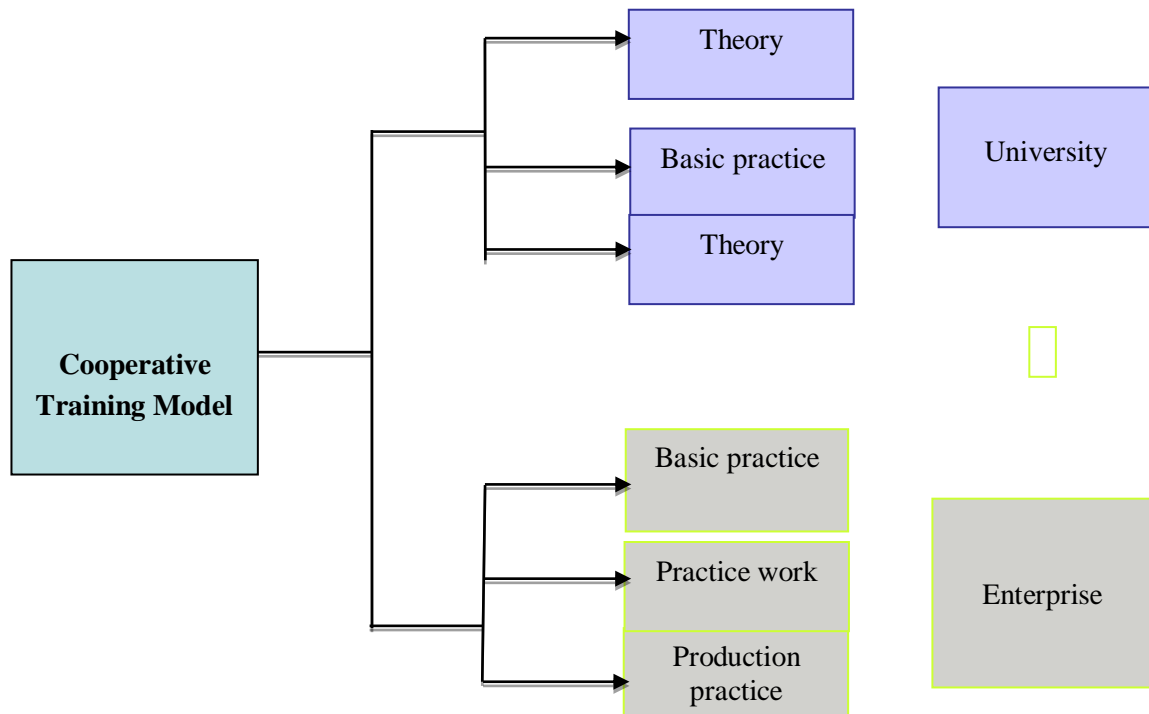 Theory
University
Basic practice
Theory
Cooperative
Training Model
Basic practice
Practice work
Enterprise
Production
practice